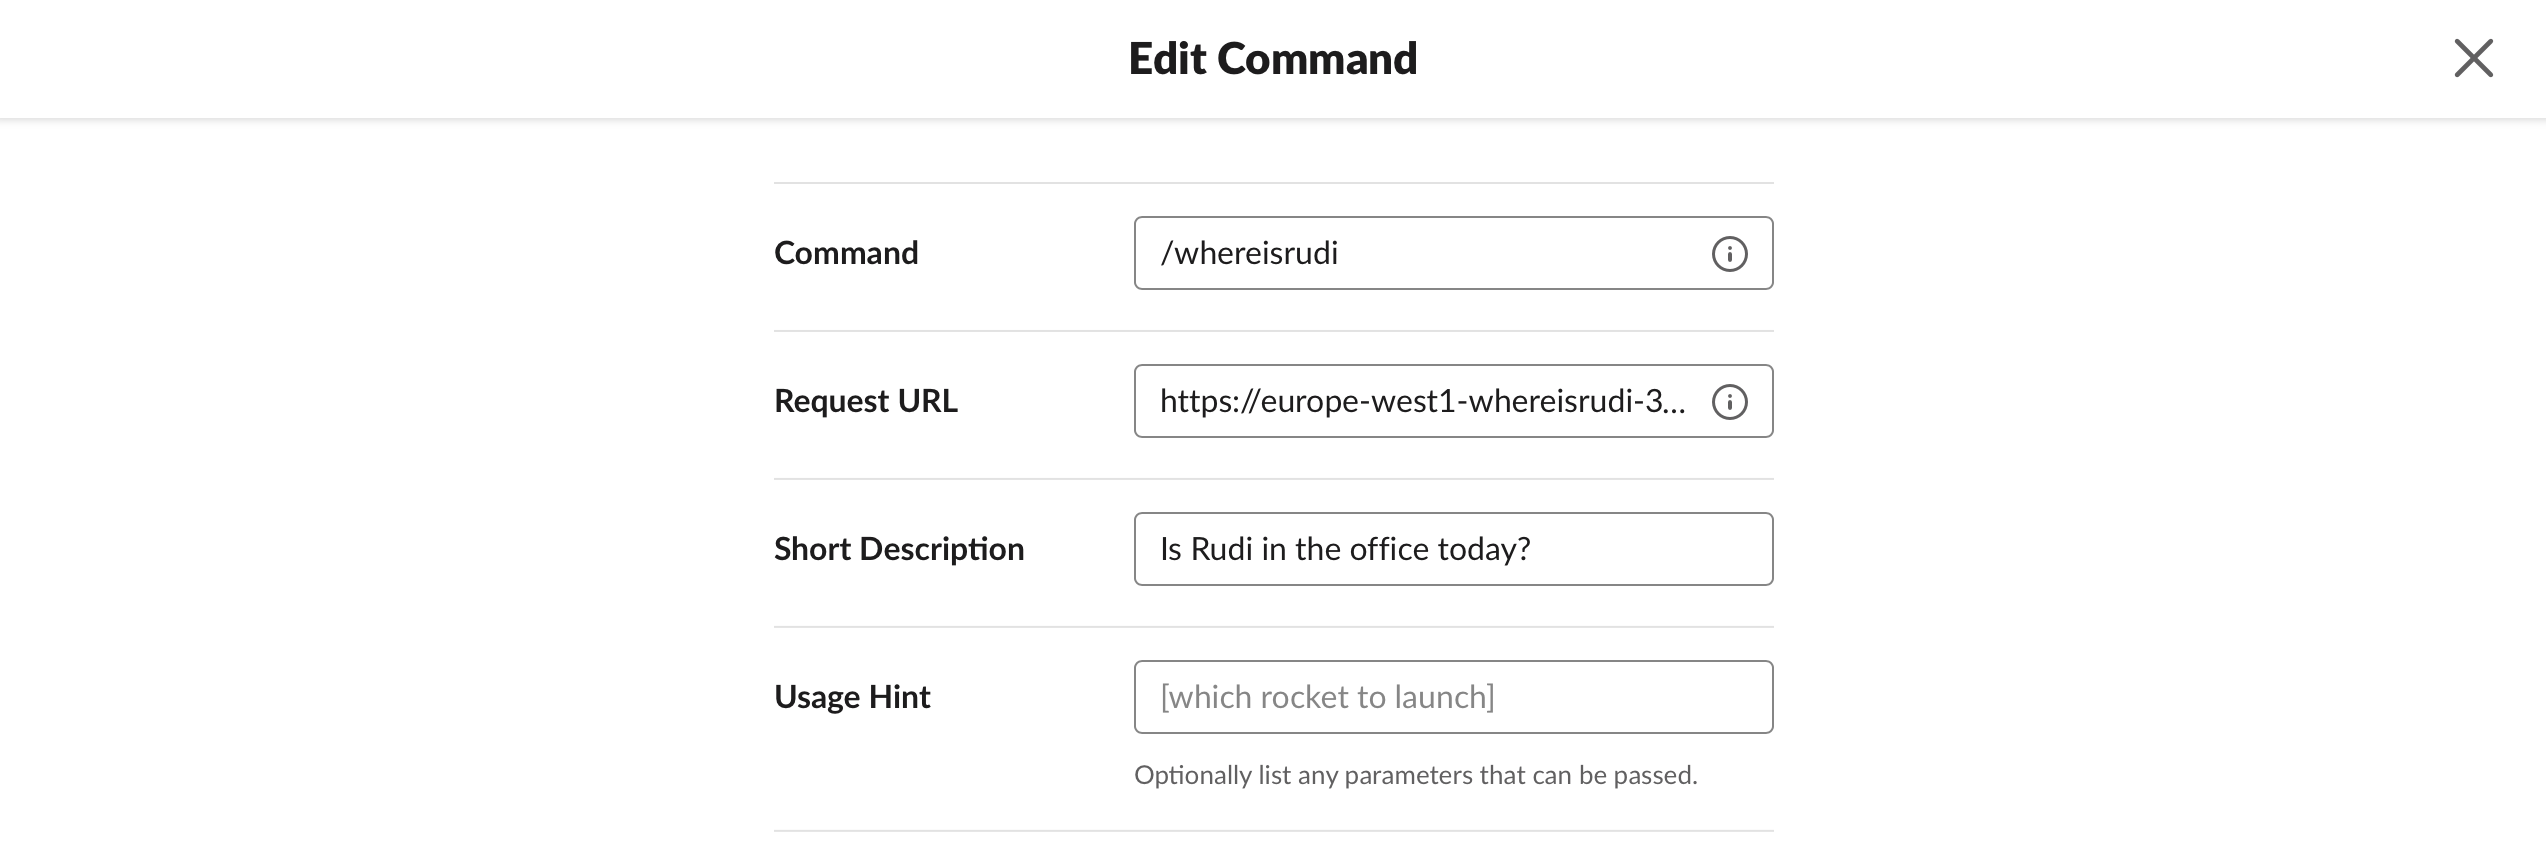 Edit Command
Command
/whereisrudi
Request URL
https://europe-west1-whereisrudi-3...
Short Description
Is Rudi in the office today?
Usage Hint
[which rocket to launch]
Optionally list any parameters that can be passed.